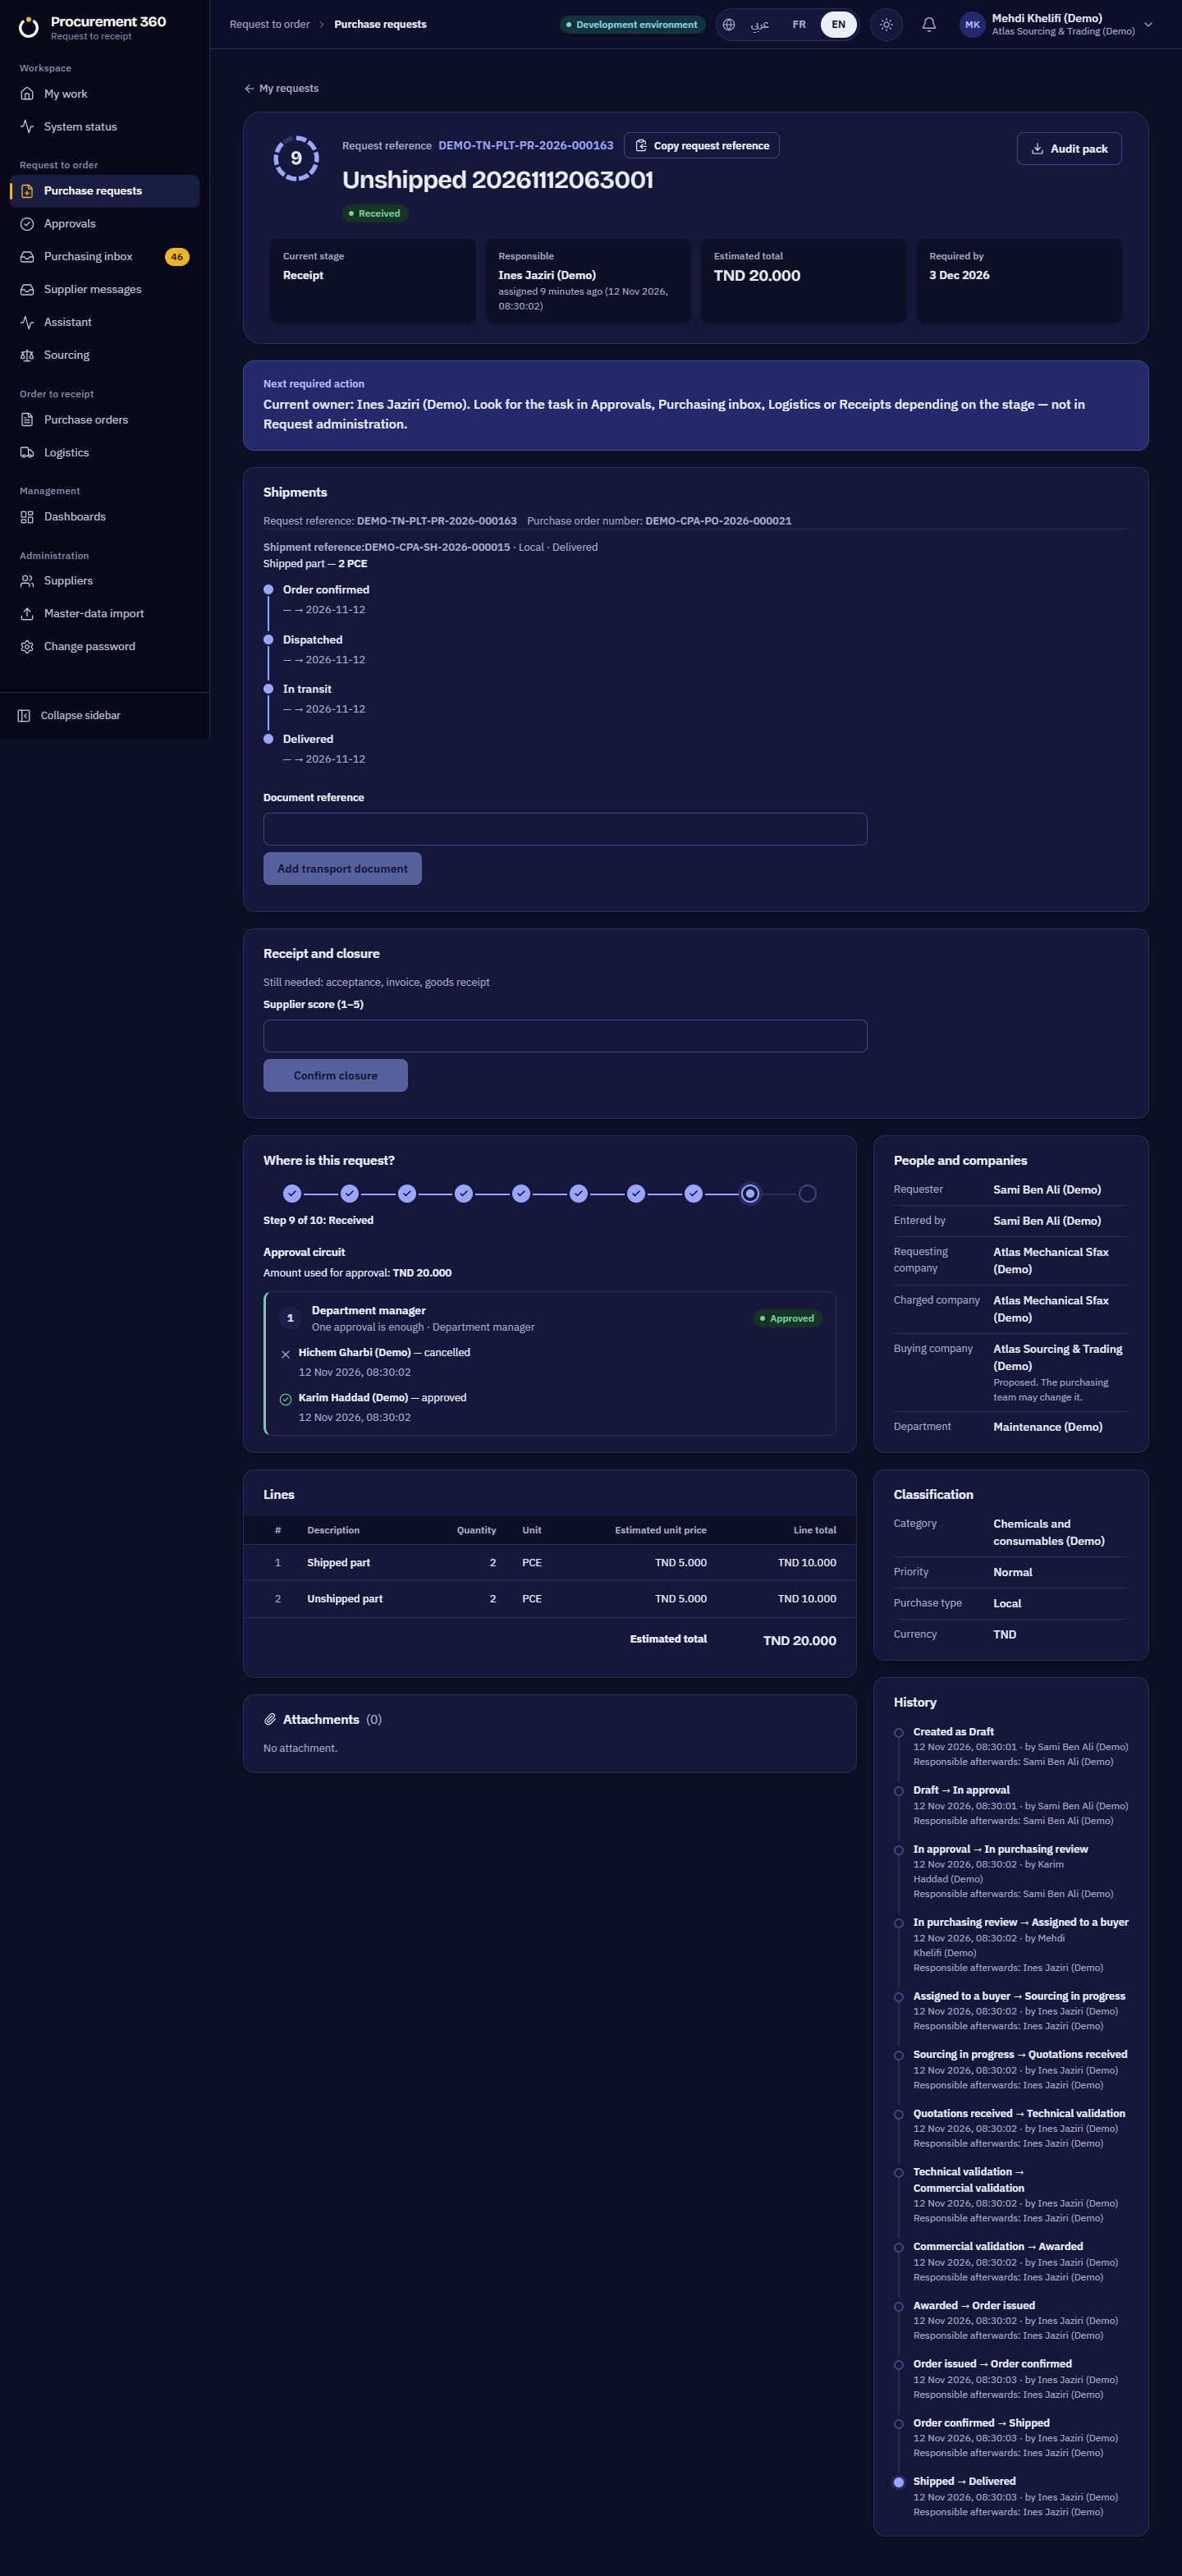 Procurement 360
Request to receipt
Workspace
My work
System status
Request to order
Purchase requests
Approvals
Purchasing inbox 46
Supplier messages
Assistant
Sourcing
Order to receipt
Purchase orders
Logistics
Management
Dashboards
Administration
Suppliers
Master-data import
Change password
Collapse sidebar
Request to order > Purchase requests
Development environment
عربي FR EN
MK
Mehdi Khelifi (Demo)
Atlas Sourcing & Trading (Demo)
← My requests
9
Request reference DEMO-TN-PLT-PR-2026-000163 Copy request reference
Audit pack
Unshipped 20261112063001
Received
Current stage
Receipt
Responsible
Ines Jaziri (Demo)
assigned 9 minutes ago (12 Nov 2026,
08:30:02)
Estimated total
TND 20.000
Required by
3 Dec 2026
Next required action
Current owner: Ines Jaziri (Demo). Look for the task in Approvals, Purchasing inbox, Logistics or Receipts depending on the stage — not in
Request administration.
Shipments
Request reference: DEMO-TN-PLT-PR-2026-000163 Purchase order number: DEMO-CPA-PO-2026-000021
Shipment reference:DEMO-CPA-SH-2026-000015 · Local · Delivered
Shipped part — 2 PCE
Order confirmed
— → 2026-11-12
Dispatched
— → 2026-11-12
In transit
— → 2026-11-12
Delivered
— → 2026-11-12
Document reference
Add transport document
Receipt and closure
Still needed: acceptance, invoice, goods receipt
Supplier score (1–5)
Confirm closure
Where is this request?
Step 9 of 10: Received
Approval circuit
Amount used for approval: TND 20.000
1
Department manager
One approval is enough · Department manager
Approved
Hichem Gharbi (Demo) — cancelled
12 Nov 2026, 08:30:02
Karim Haddad (Demo) — approved
12 Nov 2026, 08:30:02
People and companies
Requester Sami Ben Ali (Demo)
Entered by Sami Ben Ali (Demo)
Requesting company Atlas Mechanical Sfax (Demo)
Charged company Atlas Mechanical Sfax (Demo)
Buying company Atlas Sourcing & Trading (Demo)
Proposed. The purchasing
team may change it.
Department Maintenance (Demo)
Lines
# Description Quantity Unit Estimated unit price Line total
1 Shipped part 2 PCE TND 5.000 TND 10.000
2 Unshipped part 2 PCE TND 5.000 TND 10.000
Estimated total TND 20.000
Attachments (0)
No attachment.
Classification
Category Chemicals and consumables (Demo)
Priority Normal
Purchase type Local
Currency TND
History
Created as Draft
12 Nov 2026, 08:30:01 · by Sami Ben Ali (Demo)
Responsible afterwards: Sami Ben Ali (Demo)
Draft → In approval
12 Nov 2026, 08:30:01 · by Sami Ben Ali (Demo)
Responsible afterwards: Sami Ben Ali (Demo)
In approval → In purchasing review
12 Nov 2026, 08:30:02 · by Karim
Haddad (Demo)
Responsible afterwards: Sami Ben Ali (Demo)
In purchasing review → Assigned to a buyer
12 Nov 2026, 08:30:02 · by Mehdi
Khelifi (Demo)
Responsible afterwards: Ines Jaziri (Demo)
Assigned to a buyer → Sourcing in progress
12 Nov 2026, 08:30:02 · by Ines Jaziri (Demo)
Responsible afterwards: Ines Jaziri (Demo)
Sourcing in progress → Quotations received
12 Nov 2026, 08:30:02 · by Ines Jaziri (Demo)
Responsible afterwards: Ines Jaziri (Demo)
Quotations received → Technical validation
12 Nov 2026, 08:30:02 · by Ines Jaziri (Demo)
Responsible afterwards: Ines Jaziri (Demo)
Technical validation →
Commercial validation
12 Nov 2026, 08:30:02 · by Ines Jaziri (Demo)
Responsible afterwards: Ines Jaziri (Demo)
Commercial validation → Awarded
12 Nov 2026, 08:30:02 · by Ines Jaziri (Demo)
Responsible afterwards: Ines Jaziri (Demo)
Awarded → Order issued
12 Nov 2026, 08:30:02 · by Ines Jaziri (Demo)
Responsible afterwards: Ines Jaziri (Demo)
Order issued → Order confirmed
12 Nov 2026, 08:30:03 · by Ines Jaziri (Demo)
Responsible afterwards: Ines Jaziri (Demo)
Order confirmed → Shipped
12 Nov 2026, 08:30:03 · by Ines Jaziri (Demo)
Responsible afterwards: Ines Jaziri (Demo)
Shipped → Delivered
12 Nov 2026, 08:30:03 · by Ines Jaziri (Demo)
Responsible afterwards: Ines Jaziri (Demo)